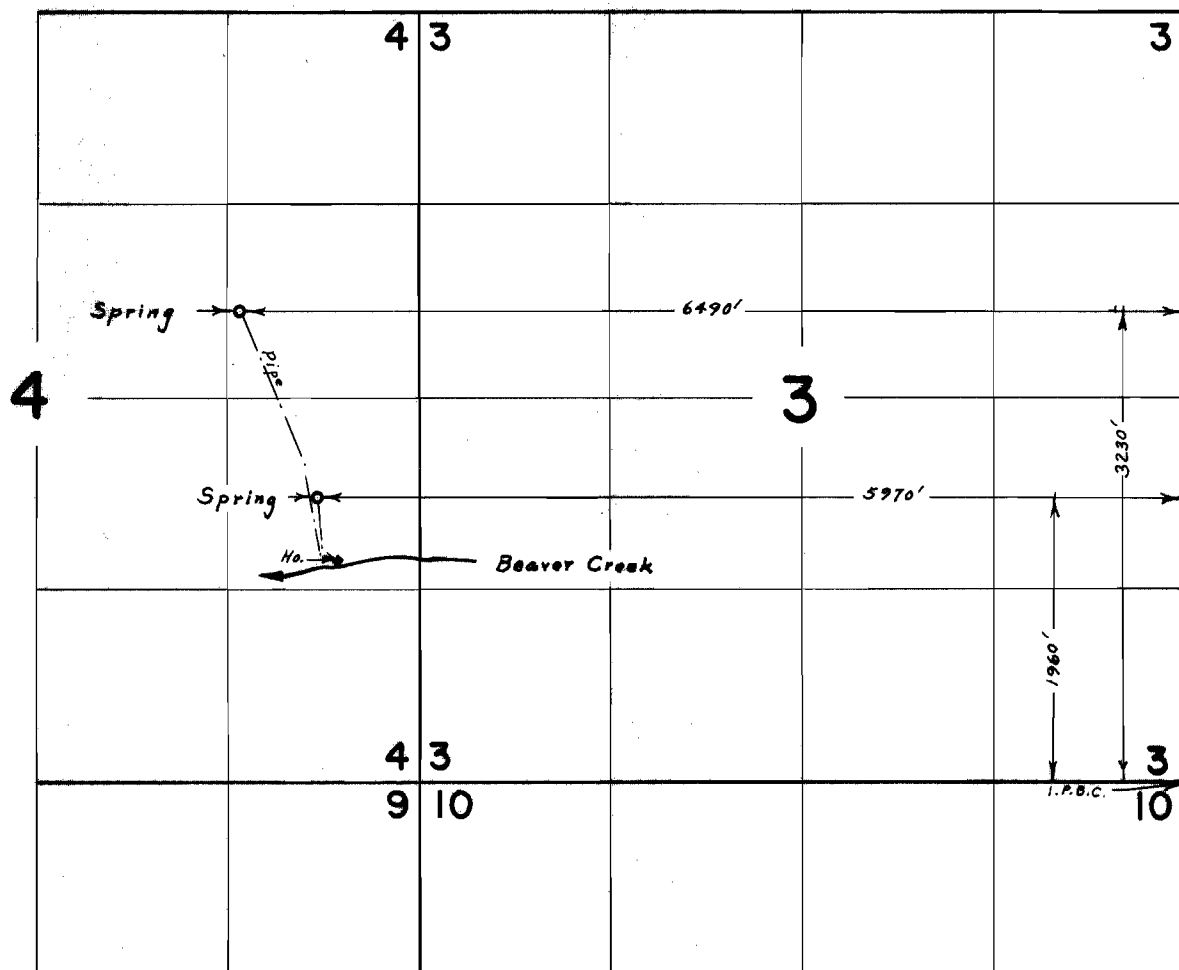 4 3 3
Spring 6490'
Pipe
4 3
3230'
Spring 5970'
Ho. Beaver Creek
1960'
4 3 3
9 10 I.P.B.C. 10